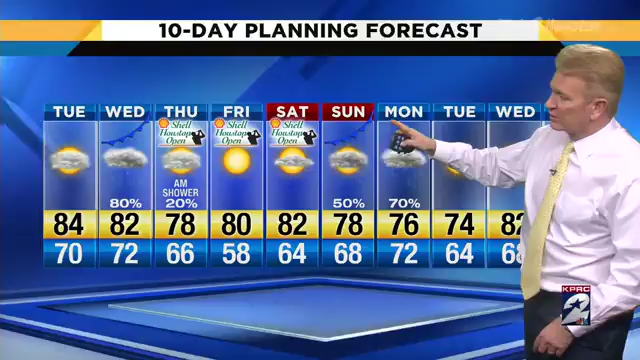 10-DAY PLANNING FORECAST
TUE WED THU FRI SAT SUN MON TUE WED
Shell Houston Open Shell Houston Open Shell Houston Open
AM SHOWER
80% 20% 50% 70%
84 82 78 80 82 78 76 74 82
70 72 66 58 64 68 72 64 68
KPRC
2